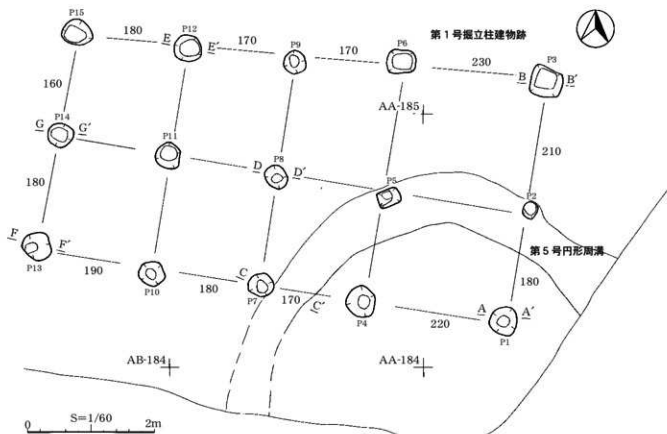 P15
180
P12
E
E′
170
P9
170
P6
第1号掘立柱建物跡
230
P3
B
B′
160
AA-185
P14
G
G′
P11
P8
D
D′
210
P5
P2
180
第5号円形周溝
F
F′
P13
190
P10
180
C
P7
170
C′
P4
220
A
A′
P1
180
AB-184
AA-184
S=1/60
0
2m